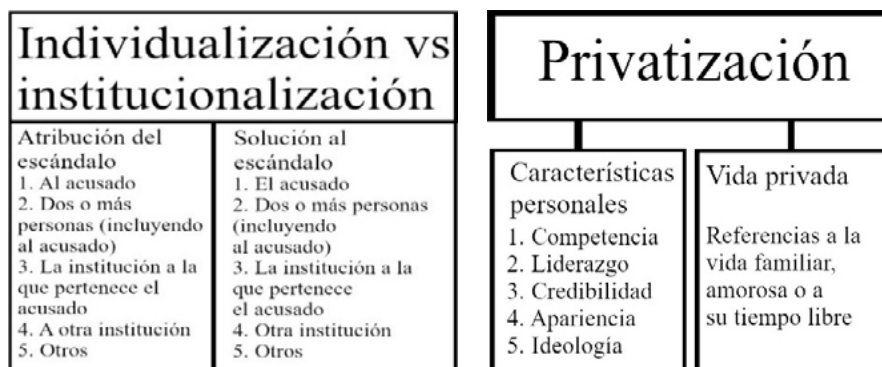 Individualización vs
institucionalización
Atribución del
escándalo
1. Al acusado
2. Dos o más
personas (incluyendo
al acusado)
3. La institución a la
que pertenece el
acusado
4. A otra institución
5. Otros
Solución al
escándalo
1. El acusado
2. Dos o más personas
(incluyendo
al acusado)
3. La institución a la
que pertenece
el acusado
4. Otra institución
5. Otros
Privatización
Características
personales
1. Competencia
2. Liderazgo
3. Credibilidad
4. Apariencia
5. Ideología
Vida privada
Referencias a la
vida familiar,
amorosa o a
su tiempo libre